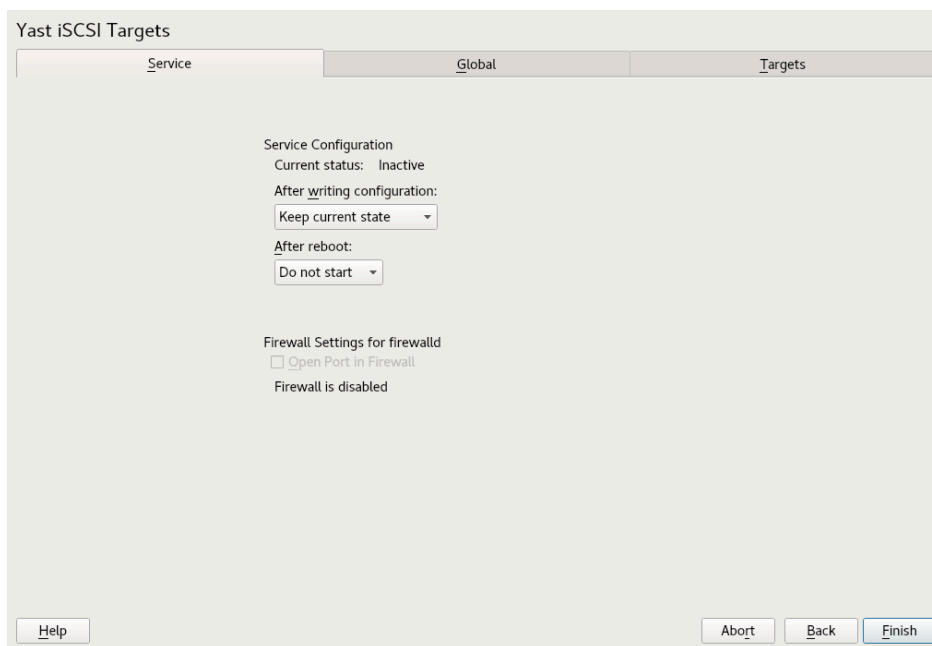 Yast iSCSI Targets
Service Global Targets
Service Configuration
Current status: Inactive
After writing configuration:
Keep current state
After reboot:
Do not start
Firewall Settings for firewalld
Open Port in Firewall
Firewall is disabled
Help Abort Back Finish